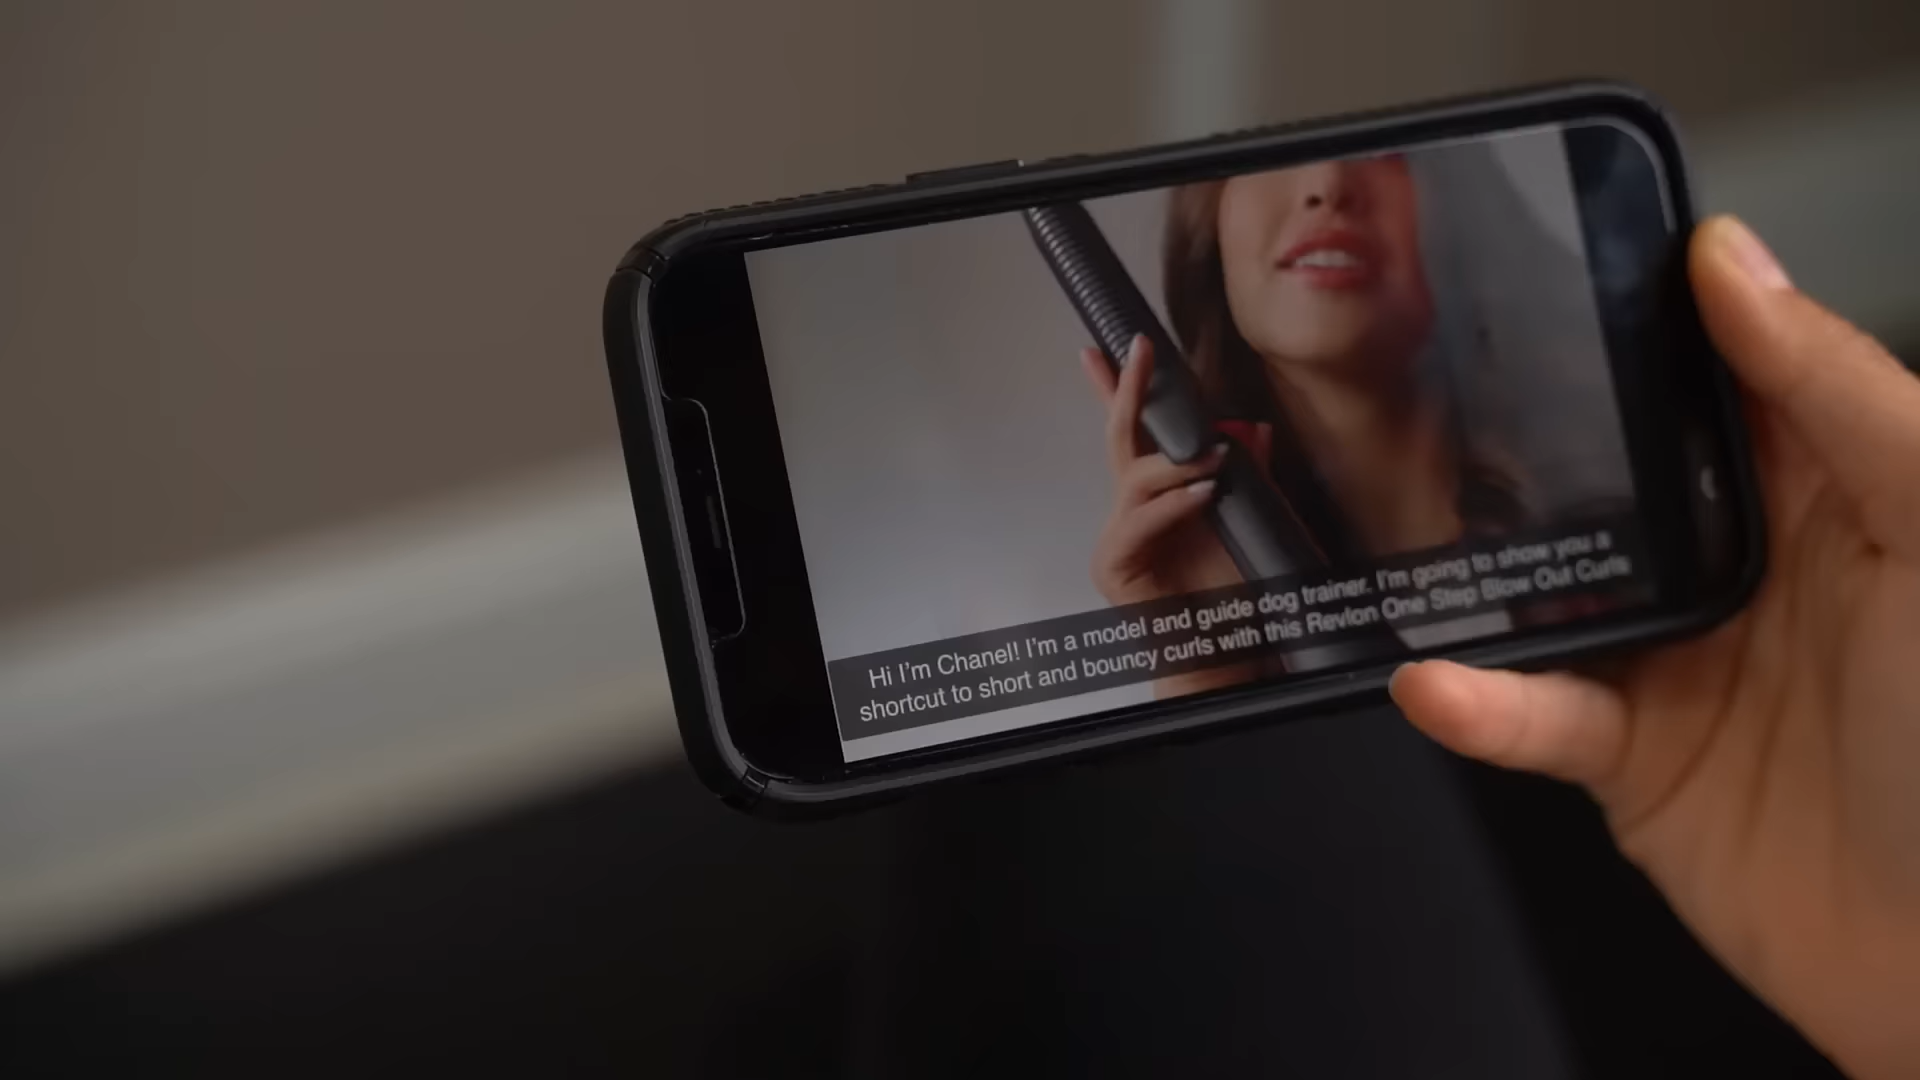 Hi I'm Chanel! I'm a model and guide dog trainer. I'm going to show you a
shortcut to short and bouncy curls with this Revlon One Step Blow Out Curls